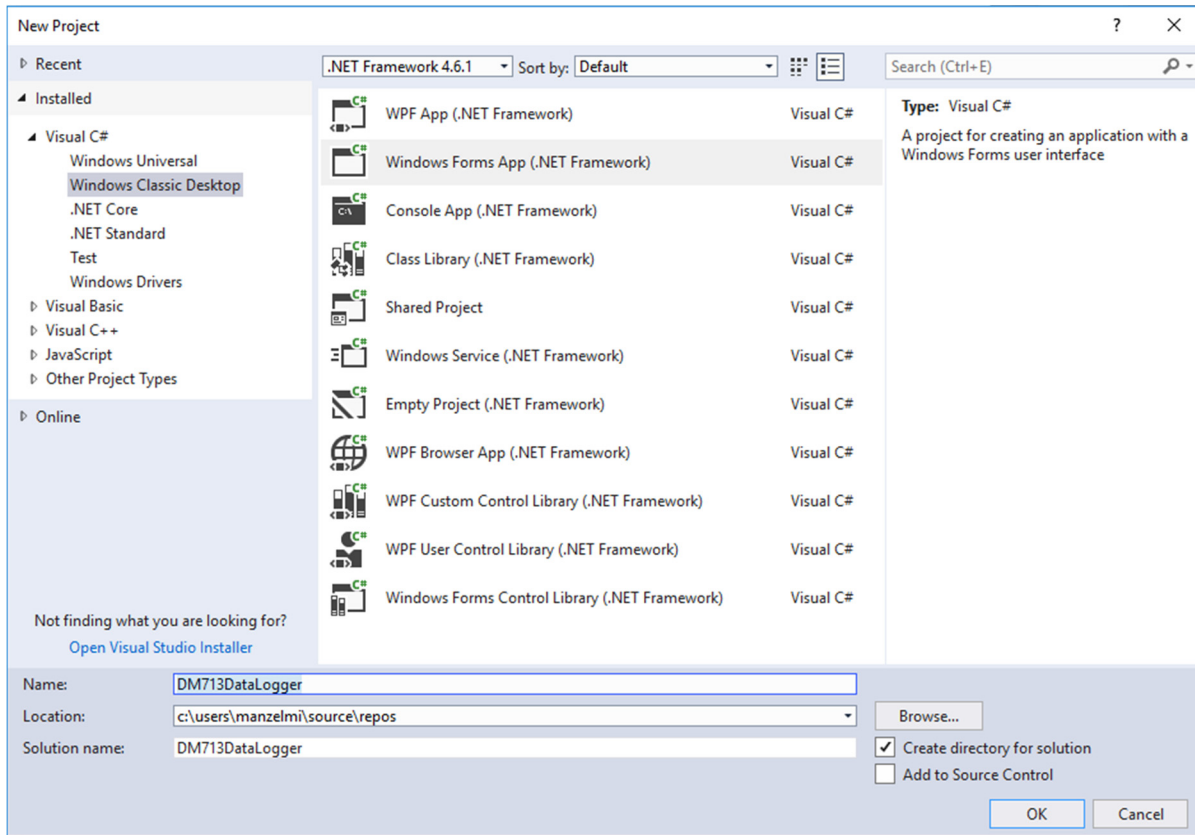 New Project
?
Recent
.NET Framework 4.6.1
Sort by: Default
Search (Ctrl+E)
Installed
Visual C#
Windows Universal
Windows Classic Desktop
.NET Core
.NET Standard
Test
Windows Drivers
Visual Basic
Visual C++
JavaScript
Other Project Types
Online
Not finding what you are looking for?
Open Visual Studio Installer
WPF App (.NET Framework) Visual C#
Windows Forms App (.NET Framework) Visual C#
Console App (.NET Framework) Visual C#
Class Library (.NET Framework) Visual C#
Shared Project Visual C#
Windows Service (.NET Framework) Visual C#
Empty Project (.NET Framework) Visual C#
WPF Browser App (.NET Framework) Visual C#
WPF Custom Control Library (.NET Framework) Visual C#
WPF User Control Library (.NET Framework) Visual C#
Windows Forms Control Library (.NET Framework) Visual C#
Type: Visual C#
A project for creating an application with a
Windows Forms user interface
Name: DM713DataLogger
Location: c:\users\manzelmi\source\repos
Browse...
Solution name: DM713DataLogger
Create directory for solution
Add to Source Control
OK
Cancel